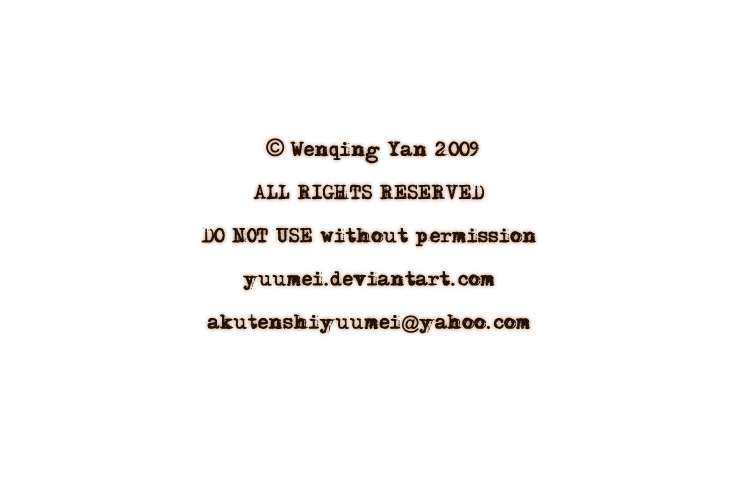 © Wenqing Yan 2009
ALL RIGHTS RESERVED
DO NOT USE without permission
yuumei.deviantart.com
akutenshiyuumei@yahoo.com